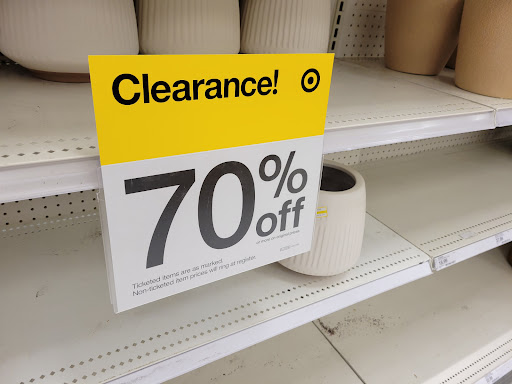 Clearance!
70% off
Ticketed items are as marked.
Non-ticketed item prices will ring at register.